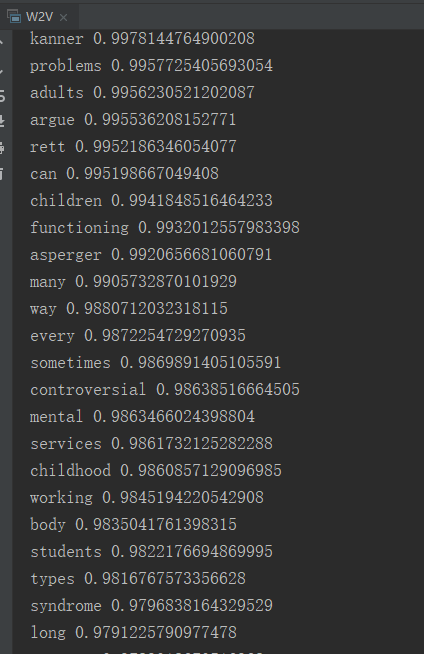 W2V
kanner 0.9978144764900208
problems 0.9957725405693054
adults 0.9956230521202087
argue 0.995536208152771
rett 0.9952186346054077
can 0.995198667049408
children 0.9941848516464233
functioning 0.9932012557983398
asperger 0.9920656681060791
many 0.9905732870101929
way 0.9880712032318115
every 0.9872254729270935
sometimes 0.9869891405105591
controversial 0.98638516664505
mental 0.9863466024398804
services 0.9861732125282288
childhood 0.9860857129096985
working 0.9845194220542908
body 0.9835041761398315
students 0.9822176694869995
types 0.9816767573356628
syndrome 0.9796838164329529
long 0.9791225790977478